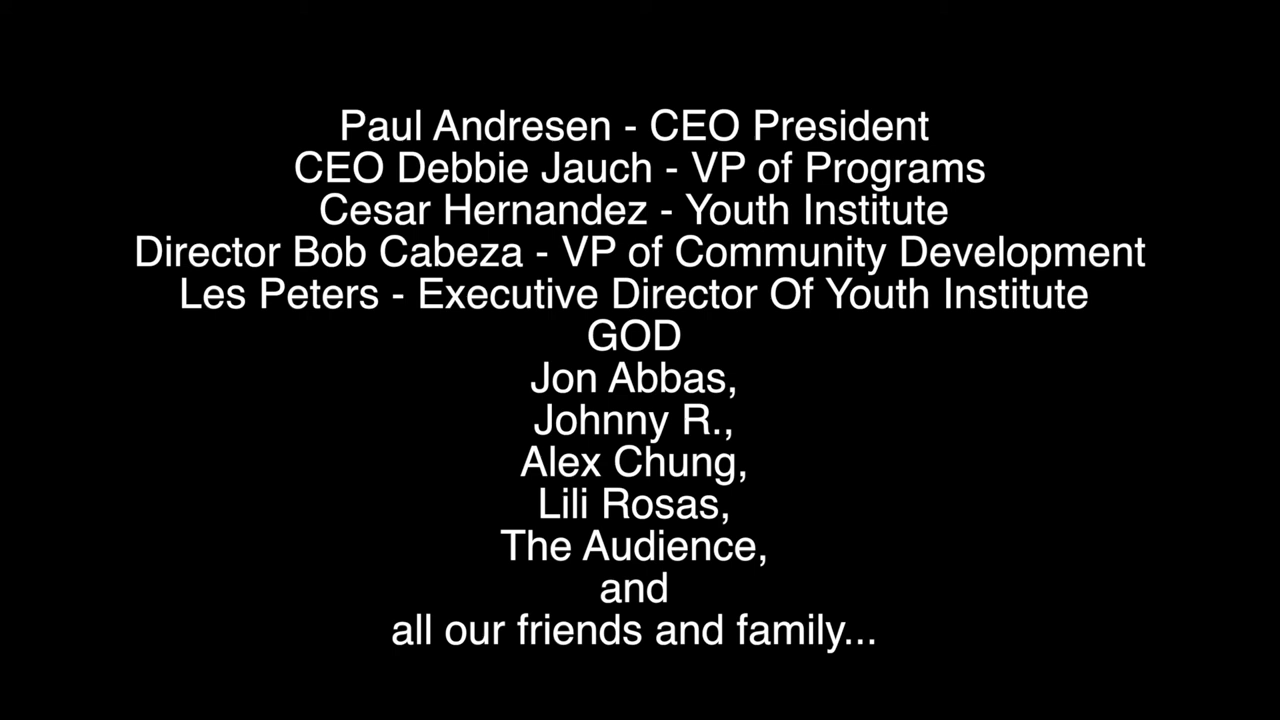 Paul Andresen - CEO President
CEO Debbie Jauch - VP of Programs
Cesar Hernandez - Youth Institute
Director Bob Cabeza - VP of Community Development
Les Peters - Executive Director Of Youth Institute
GOD
Jon Abbas,
Johnny R.,
Alex Chung,
Lili Rosas,
The Audience,
and
all our friends and family...